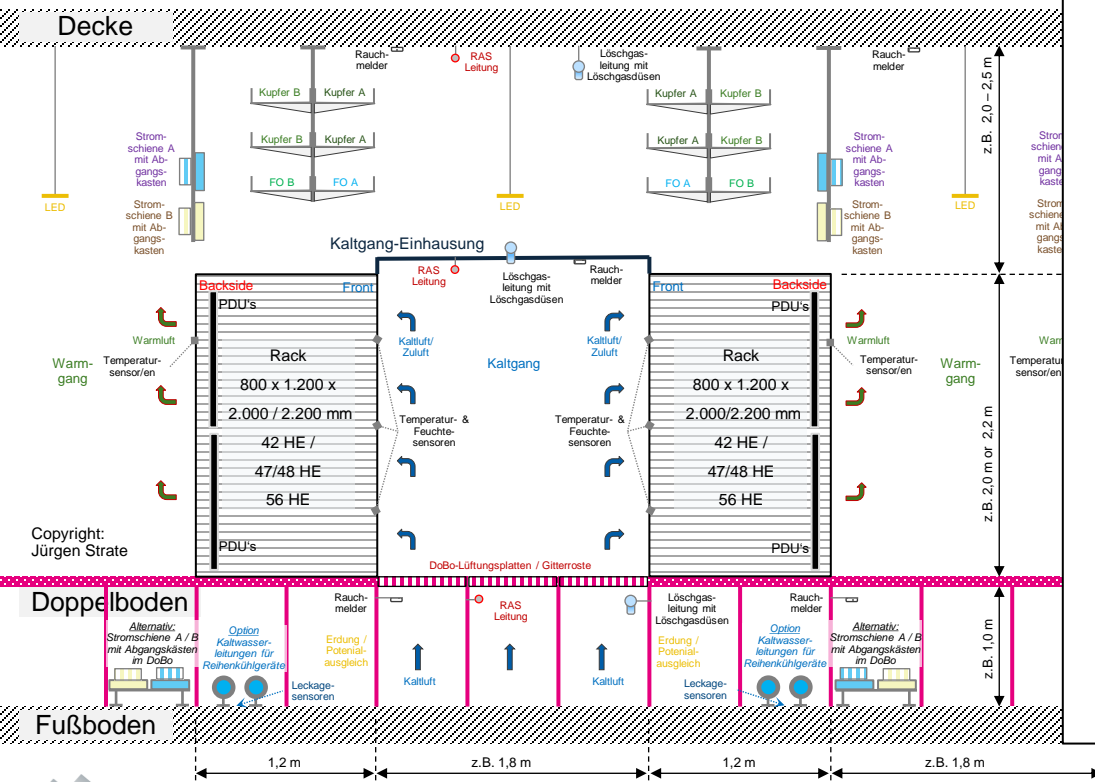 Decke
Rauch-
melder
RAS
Leitung
Löschgas-
leitung mit
Löschgasdüsen
Rauch-
melder
Kupfer B
Kupfer A
Kupfer A
Kupfer B
Kupfer B
Kupfer A
Kupfer A
Kupfer B
FO B
FO A
FO A
FO B
Strom-
schiene A
mit Ab-
gangs-
kasten
Strom-
schiene B
mit Ab-
gangs-
kasten
Strom-
schiene A
mit Ab-
gangs-
kasten
Strom-
schiene B
mit Ab-
gangs-
kasten
LED
LED
LED
z.B. 2,0 – 2,5 m
Kaltgang-Einhausung
RAS
Leitung
Löschgas-
leitung mit
Löschgasdüsen
Rauch-
melder
Backside
Front
PDU's
Front
Backside
PDU's
Warmluft
Warm-
gang
Temperatur-
sensor/en
Kaltluft/
Zuluft
Kaltgang
Kaltluft/
Zuluft
Warmluft
Temperatur-
sensor/en
Warm-
gang
Temperatur-
sensor/en
Rack
800 x 1.200 x
2.000 / 2.200 mm
42 HE /
47/48 HE
56 HE
Temperatur- &
Feuchte-
sensoren
Temperatur- &
Feuchte-
sensoren
Rack
800 x 1.200 x
2.000/2.200 mm
42 HE /
47/48 HE
56 HE
z.B. 2,0 m or 2,2 m
Copyright:
Jürgen Strate
PDU's
PDU's
DoBo-Lüftungsplatten / Gitterroste
Doppelboden
Rauch-
melder
RAS
Leitung
Löschgas-
leitung mit
Löschgasdüsen
Rauch-
melder
Alternativ:
Stromschiene A / B
mit Abgangskästen
im DoBo
Option
Kaltwasser-
leitungen für
Reihenkühlgeräte
Erdung /
Potenial-
ausgleich
Erdung /
Potenial-
ausgleich
Option
Kaltwasser-
leitungen für
Reihenkühlgeräte
Alternativ:
Stromschiene A / B
mit Abgangskästen
im DoBo
z.B. 1,0 m
Leckage-
sensoren
Kaltluft
Kaltluft
Leckage-
sensoren
Fußboden
1,2 m
z.B. 1,8 m
1,2 m
z.B. 1,8 m